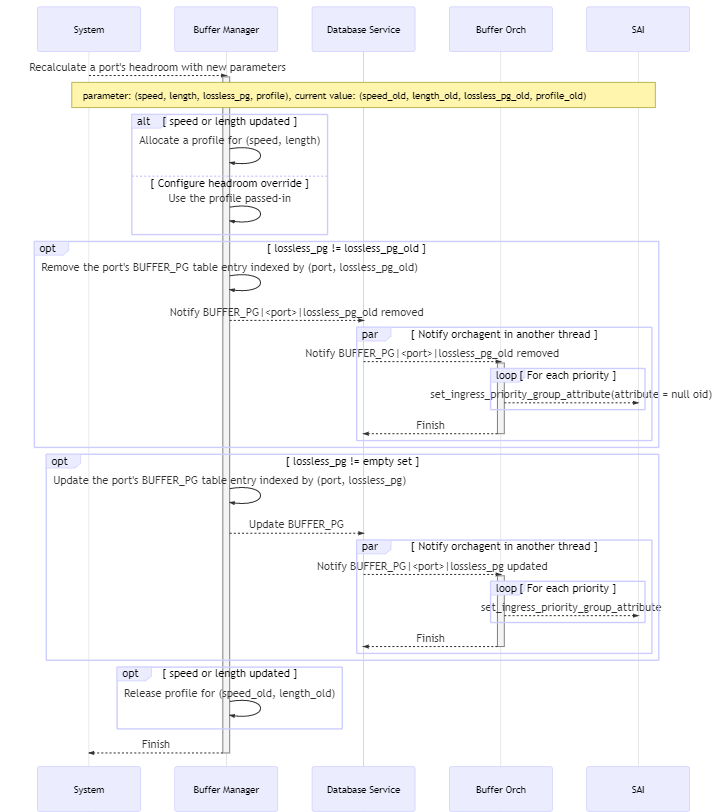 System
Buffer Manager
Database Service
Buffer Orch
SAI
Recalculate a port's headroom with new parameters
parameter: (speed, length, lossless_pg, profile), current value: (speed_old, length_old, lossless_pg_old, profile_old)
alt [ speed or length updated ]
Allocate a profile for (speed, length)
[ Configure headroom override ]
Use the profile passed-in
opt [ lossless_pg != lossless_pg_old ]
Remove the port's BUFFER_PG table entry indexed by (port, lossless_pg_old)
Notify BUFFER_PG|<port>|lossless_pg_old removed
par [ Notify orchagent in another thread ]
Notify BUFFER_PG|<port>|lossless_pg_old removed
loop [ For each priority ]
set_ingress_priority_group_attribute(attribute = null oid)
Finish
opt [ lossless_pg != empty set ]
Update the port's BUFFER_PG table entry indexed by (port, lossless_pg)
Update BUFFER_PG
par [ Notify orchagent in another thread ]
Notify BUFFER_PG|<port>|lossless_pg updated
loop [ For each priority ]
set_ingress_priority_group_attribute
Finish
opt [ speed or length updated ]
Release profile for (speed_old, length_old)
Finish
System
Buffer Manager
Database Service
Buffer Orch
SAI